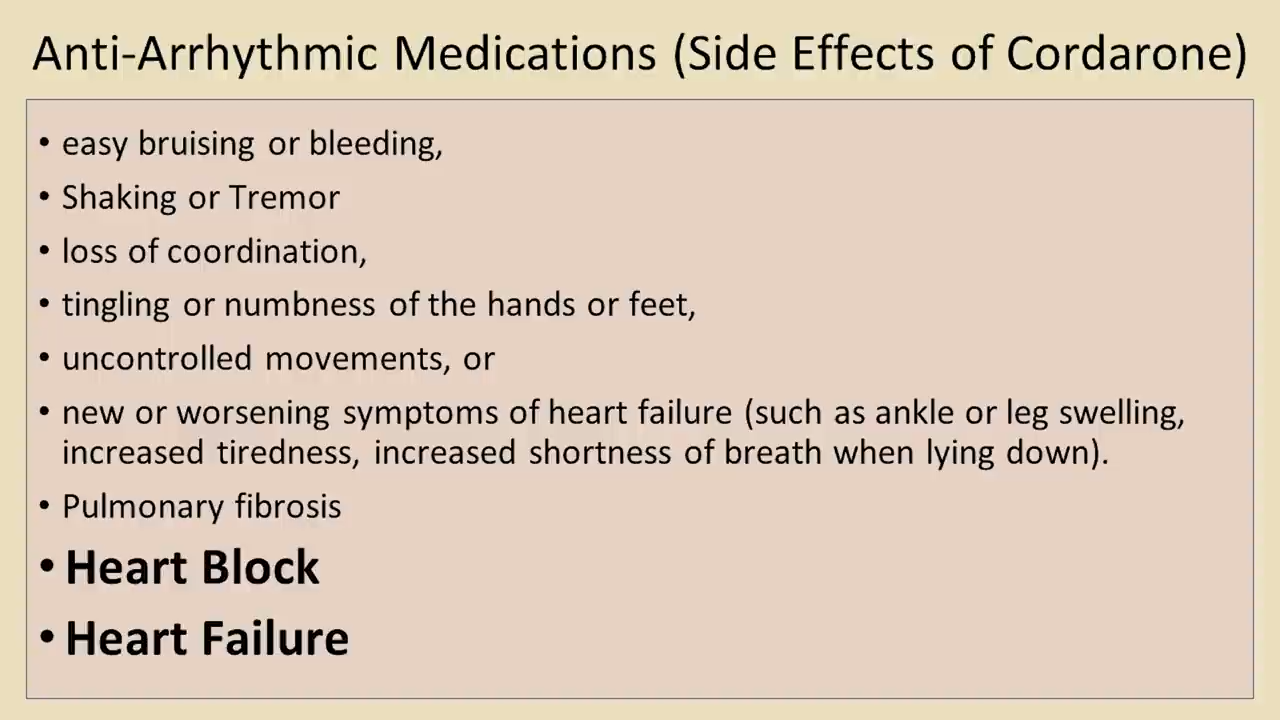 Anti-Arrhythmic Medications (Side Effects of Cordarone)
• easy bruising or bleeding,
• Shaking or Tremor
• loss of coordination,
• tingling or numbness of the hands or feet,
• uncontrolled movements, or
• new or worsening symptoms of heart failure (such as ankle or leg swelling,
increased tiredness, increased shortness of breath when lying down).
• Pulmonary fibrosis
• Heart Block
• Heart Failure